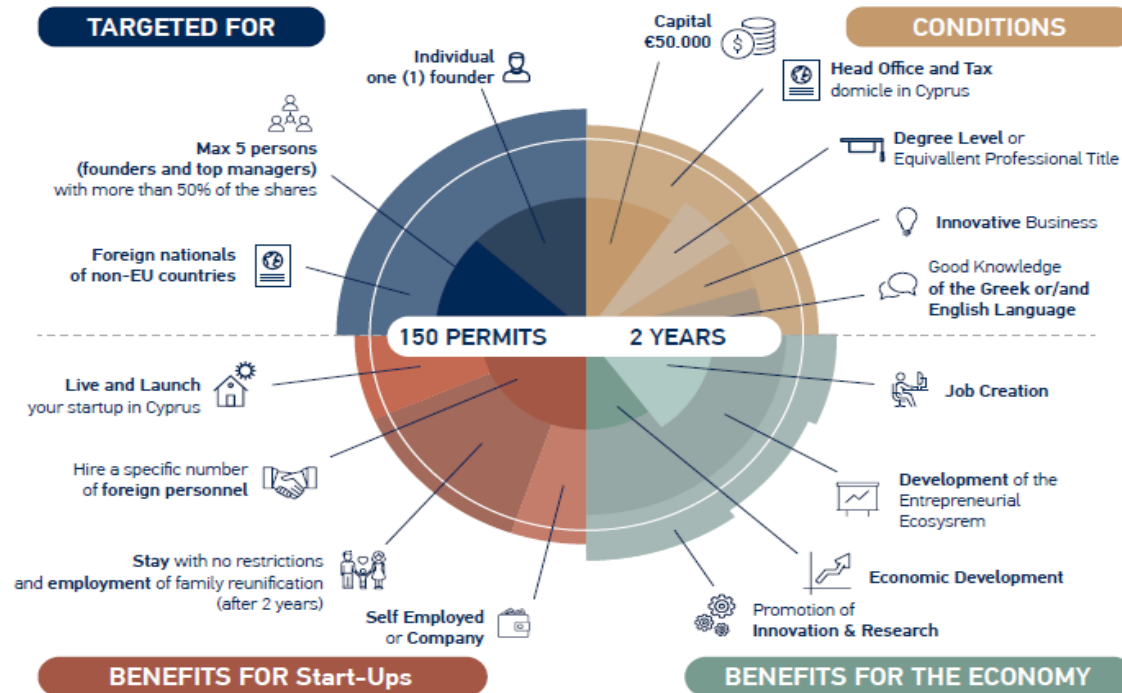 TARGETED FOR
Individual
one (1) founder
Max 5 persons
(founders and top managers)
with more than 50% of the shares
Foreign nationals
of non-EU countries
CONDITIONS
Capital
€50.000
$
Head Office and Tax
domicle in Cyprus
Degree Level or
Equivallent Professional Title
Innovative Business
Good Knowledge
of the Greek or/and
English Language
150 PERMITS
2 YEARS
Live and Launch
your startup in Cyprus
Hire a specific number
of foreign personnel
Stay with no restrictions
and employment of family reunification
(after 2 years)
Self Employed
or Company
BENEFITS FOR Start-Ups
Job Creation
Development of the
Entrepreneurial
Ecosysrem
Economic Development
Promotion of
Innovation & Research
BENEFITS FOR THE ECONOMY